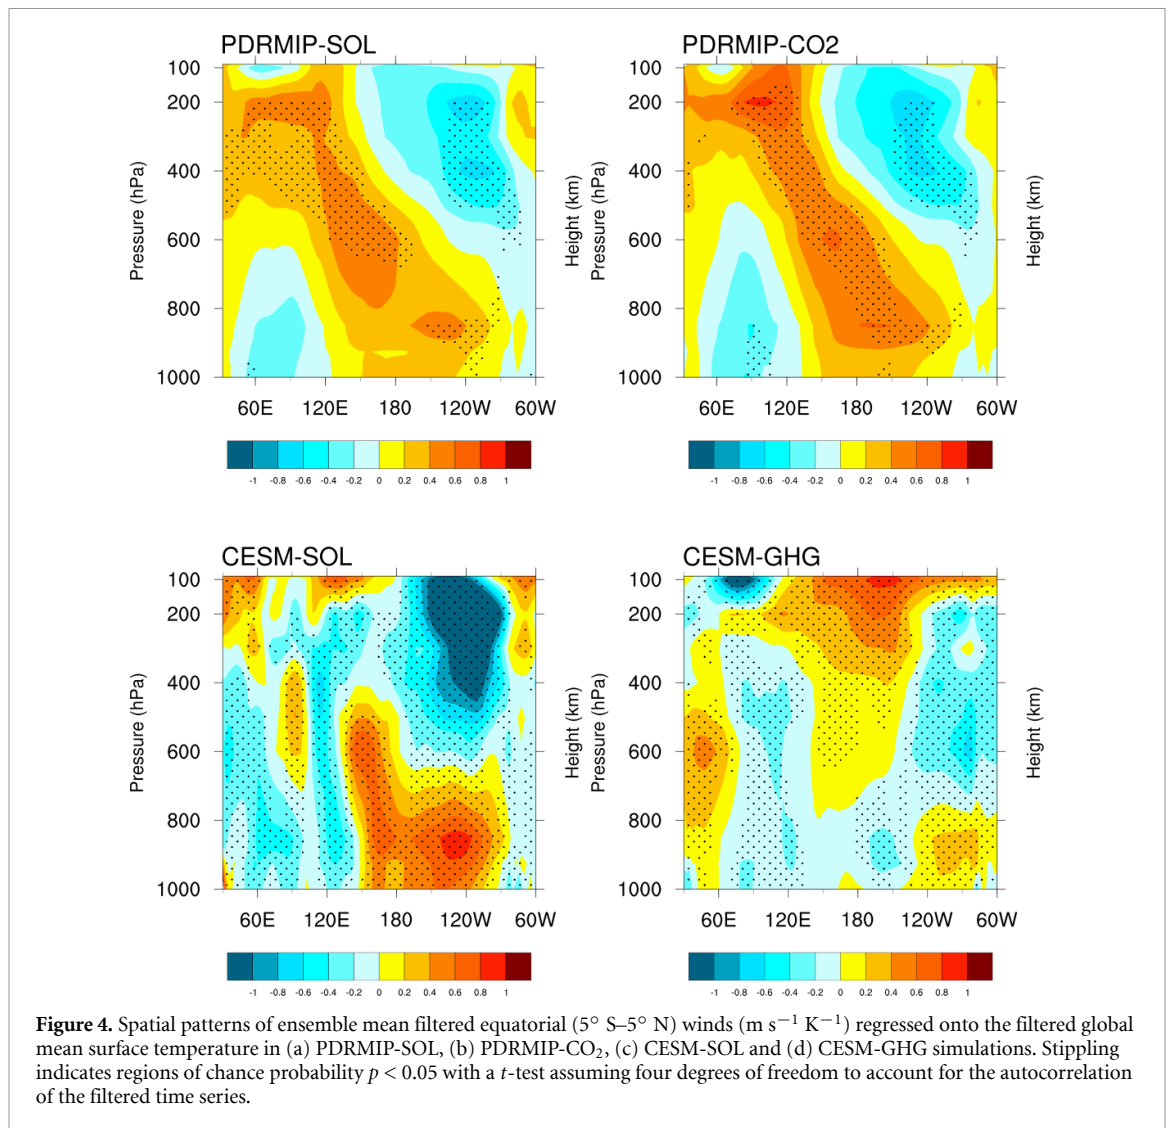 PDRMIP-SOL
PDRMIP-CO2
100
200
400
600
800
1000
Pressure (hPa)
Height (km)
60E 120E 180 120W 60W
-1 -0.8 -0.6 -0.4 -0.2 0 0.2 0.4 0.6 0.8 1
100
200
400
600
800
1000
Pressure (hPa)
Height (km)
60E 120E 180 120W 60W
-1 -0.8 -0.6 -0.4 -0.2 0 0.2 0.4 0.6 0.8 1
CESM-SOL
CESM-GHG
100
200
400
600
800
1000
Pressure (hPa)
Height (km)
60E 120E 180 120W 60W
-1 -0.8 -0.6 -0.4 -0.2 0 0.2 0.4 0.6 0.8 1
100
200
400
600
800
1000
Pressure (hPa)
Height (km)
60E 120E 180 120W 60W
-1 -0.8 -0.6 -0.4 -0.2 0 0.2 0.4 0.6 0.8 1
Figure 4. Spatial patterns of ensemble mean filtered equatorial (5° S–5° N) winds (m s⁻¹ K⁻¹) regressed onto the filtered global
mean surface temperature in (a) PDRMIP-SOL, (b) PDRMIP-CO₂, (c) CESM-SOL and (d) CESM-GHG simulations. Stippling
indicates regions of chance probability p < 0.05 with a t-test assuming four degrees of freedom to account for the autocorrelation
of the filtered time series.